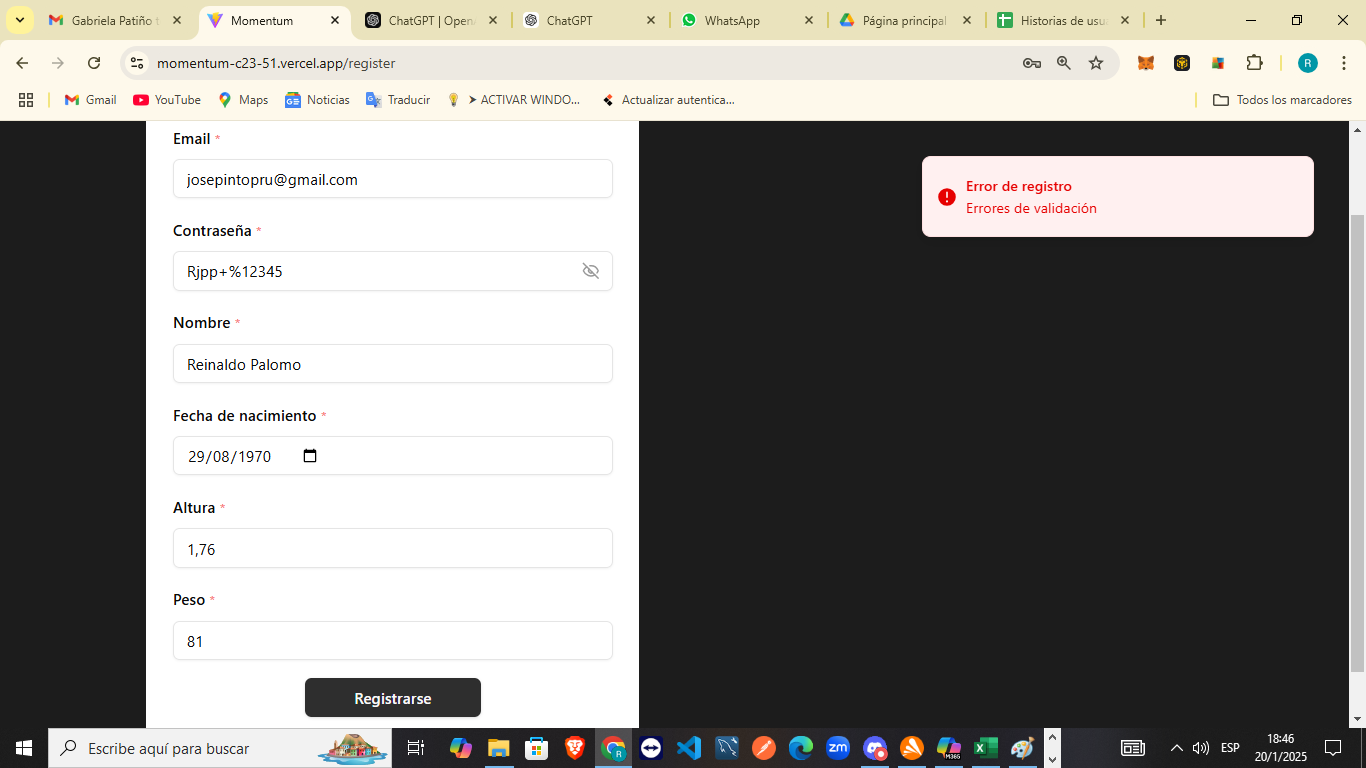 Gabriela Patiño t
Momentum
ChatGPT | OpenA
ChatGPT
WhatsApp
Página principal
Historias de usua
momentum-c23-51.vercel.app/register
R
Gmail
YouTube
Maps
Noticias
Traducir
➤ ACTIVAR WINDO...
Actualizar autentica...
Todos los marcadores
Email *
josepintopru@gmail.com
Error de registro
Errores de validación
Contraseña *
Rjpp+%12345
Nombre *
Reinaldo Palomo
Fecha de nacimiento *
29/08/1970
Altura *
1,76
Peso *
81
Registrarse
Escribe aquí para buscar
ESP
18:46
20/1/2025